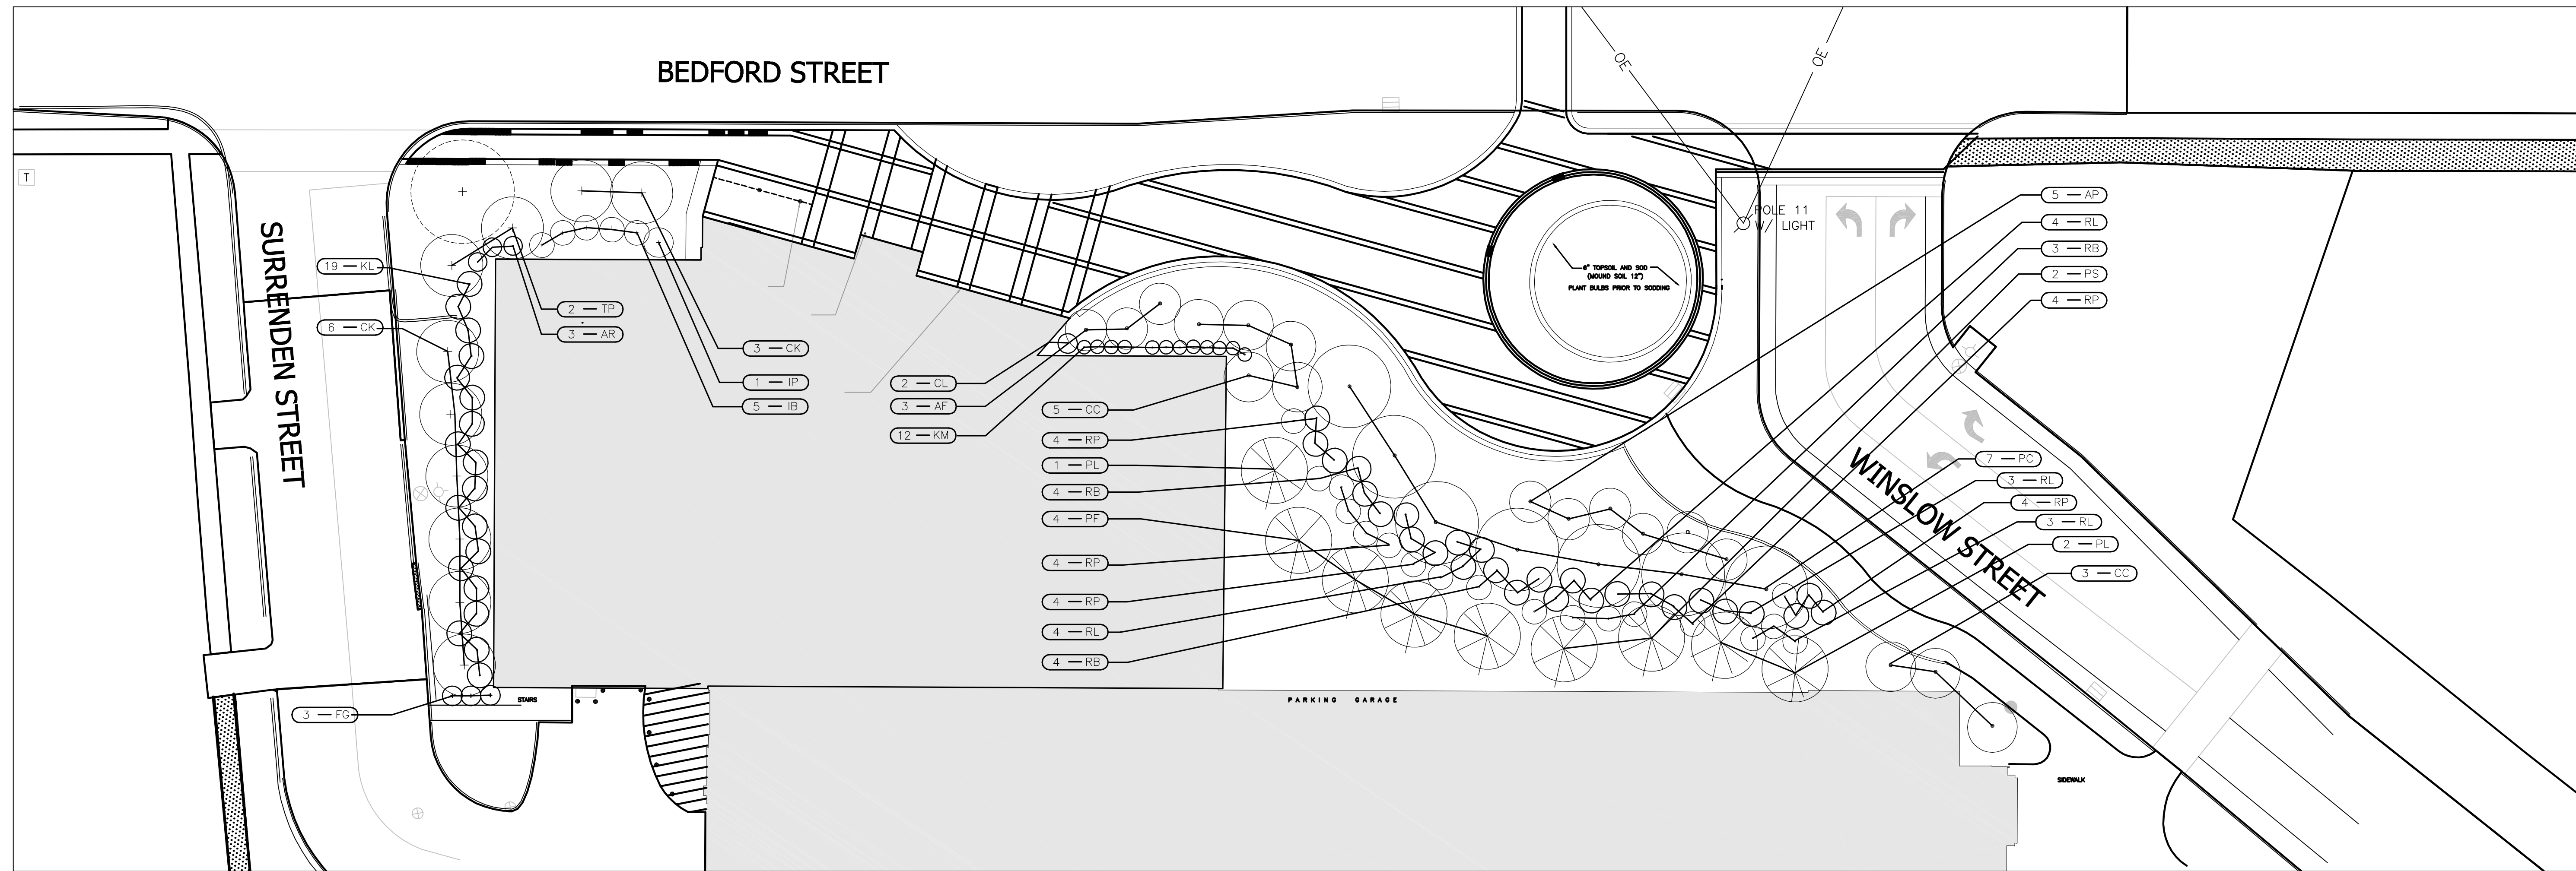 BEDFORD STREET
OE
OE
T
SURRENDEN STREET
POLE 11
W/ LIGHT
5 — AP
4 — RL
3 — RB
2 — PS
4 — RP
19 — KL
6 — CK
2 — TP
3 — AR
3 — CK
1 — IP
5 — IB
6" TOPSOIL AND SOD
(MOUND SOIL 12")
PLANT BULBS PRIOR TO SODDING
2 — CL
3 — AF
12 — KM
5 — CC
4 — RP
1 — PL
4 — RB
4 — PF
4 — RP
4 — RP
4 — RL
4 — RB
WINSLOW STREET
7 — PC
3 — RL
4 — RP
3 — RL
2 — PL
3 — CC
3 — FG
STAIRS
PARKING GARAGE
SIDEWALK